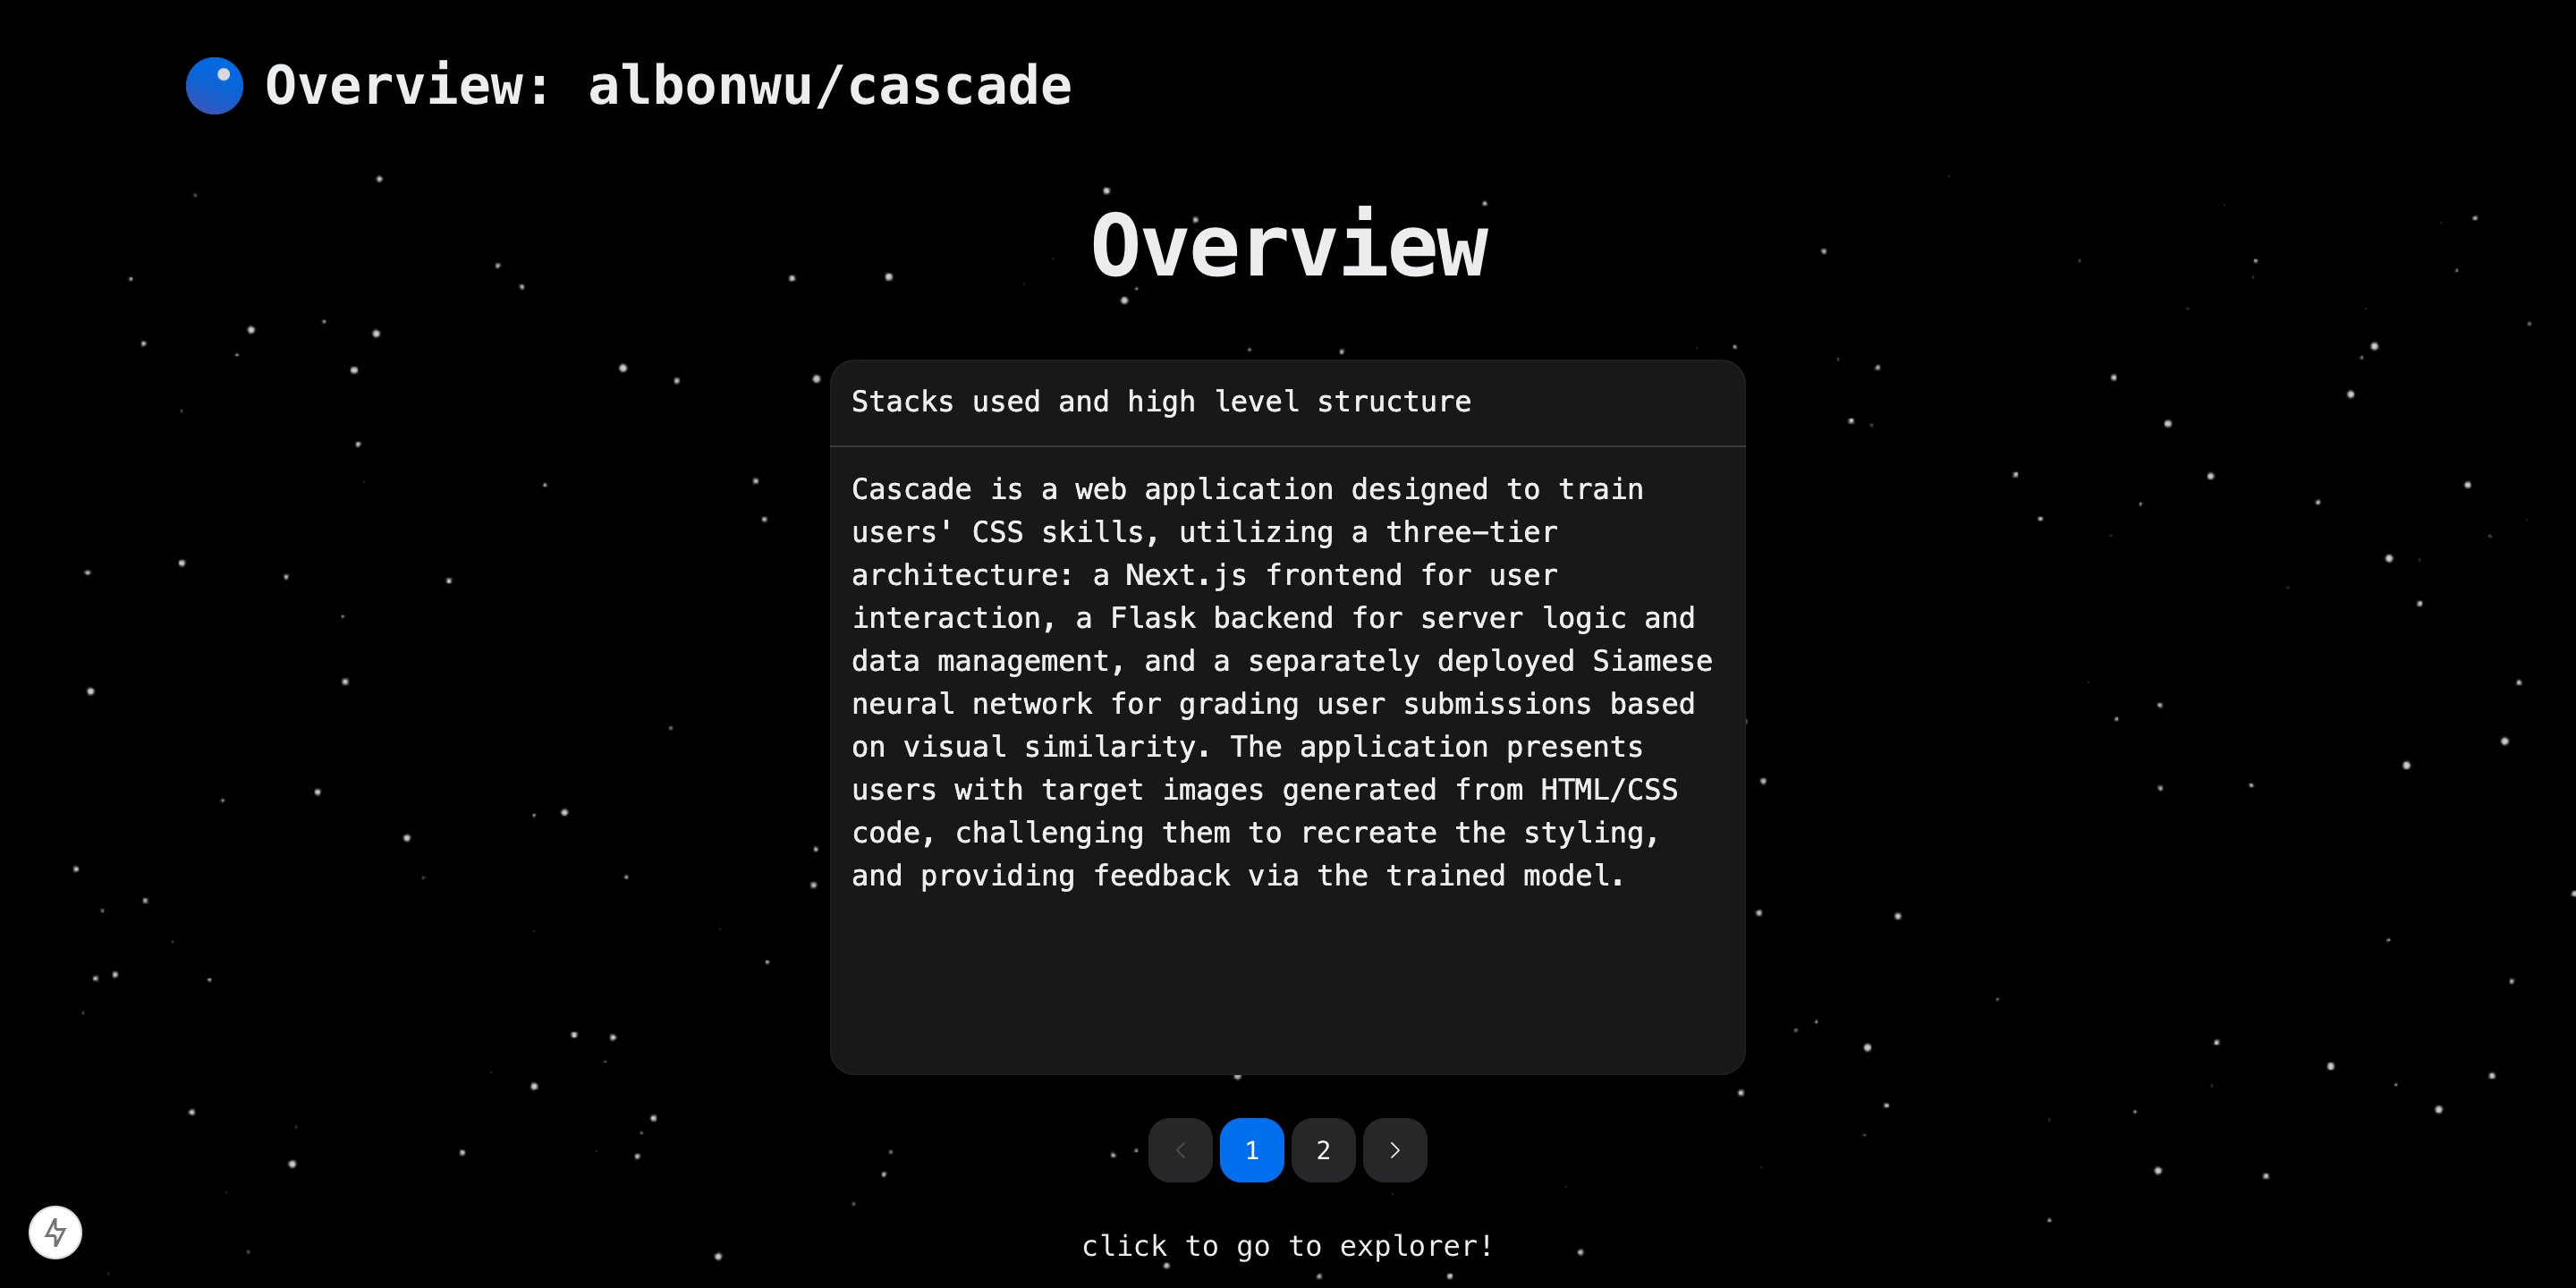 Overview: albonwu/cascade
Overview
Stacks used and high level structure
Cascade is a web application designed to train
users' CSS skills, utilizing a three-tier
architecture: a Next.js frontend for user
interaction, a Flask backend for server logic and
data management, and a separately deployed Siamese
neural network for grading user submissions based
on visual similarity. The application presents
users with target images generated from HTML/CSS
code, challenging them to recreate the styling,
and providing feedback via the trained model.
1 2
click to go to explorer!